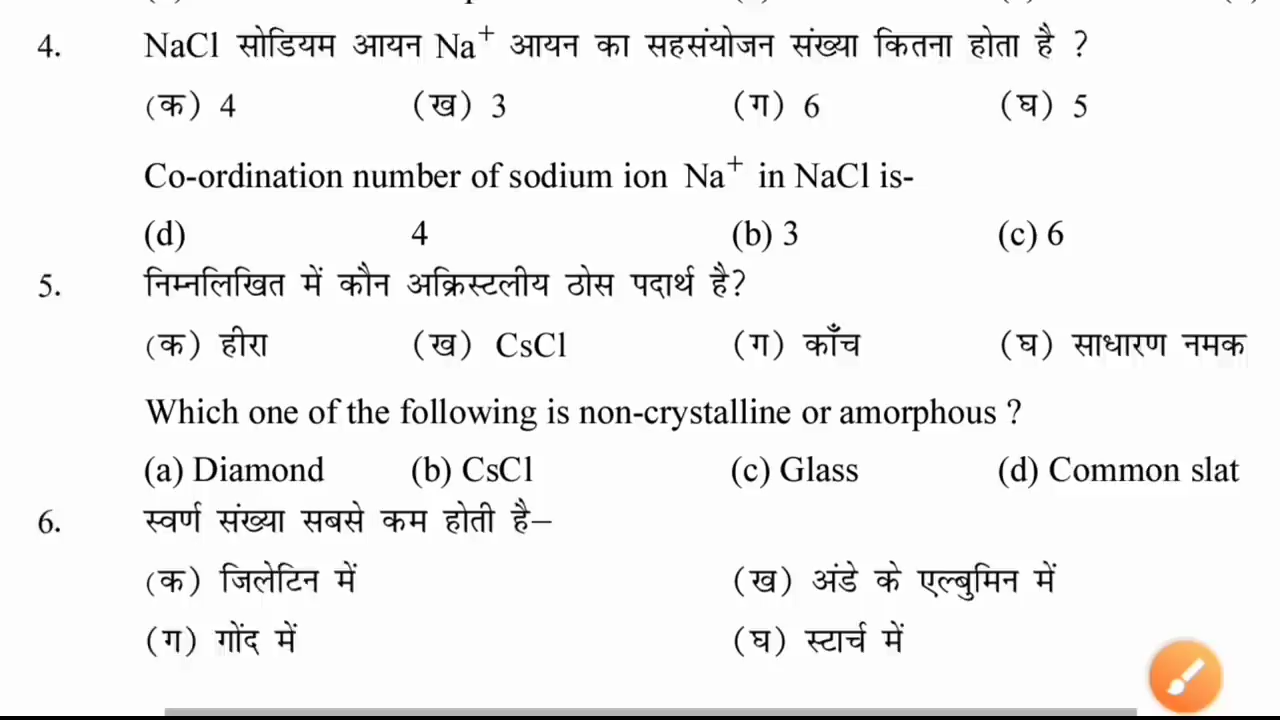 4. NaCl सोडियम आयन Na⁺ आयन का सहसंयोजन संख्या कितना होता है ?
(क) 4 (ख) 3 (ग) 6 (घ) 5
Co-ordination number of sodium ion Na⁺ in NaCl is-
(d) 4 (b) 3 (c) 6
5. निम्नलिखित में कौन अक्रिस्टलीय ठोस पदार्थ है?
(क) हीरा (ख) CsCl (ग) काँच (घ) साधारण नमक
Which one of the following is non-crystalline or amorphous ?
(a) Diamond (b) CsCl (c) Glass (d) Common slat
6. स्वर्ण संख्या सबसे कम होती है–
(क) जिलेटिन में (ख) अंडे के एल्बुमिन में
(ग) गोंद में (घ) स्टार्च में